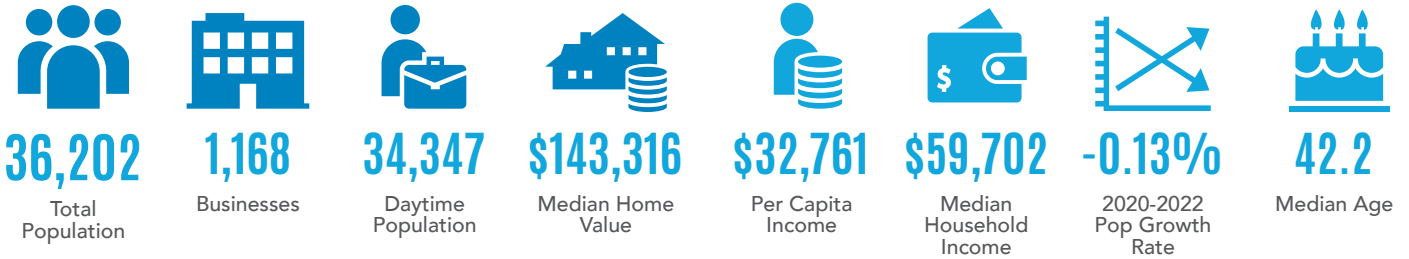 $
36,202
Total
Population
1,168
Businesses
34,347
Daytime
Population
$143,316
Median Home
Value
$32,761
Per Capita
Income
$59,702
Median
Household
Income
-0.13%
2020-2022
Pop Growth
Rate
42.2
Median Age